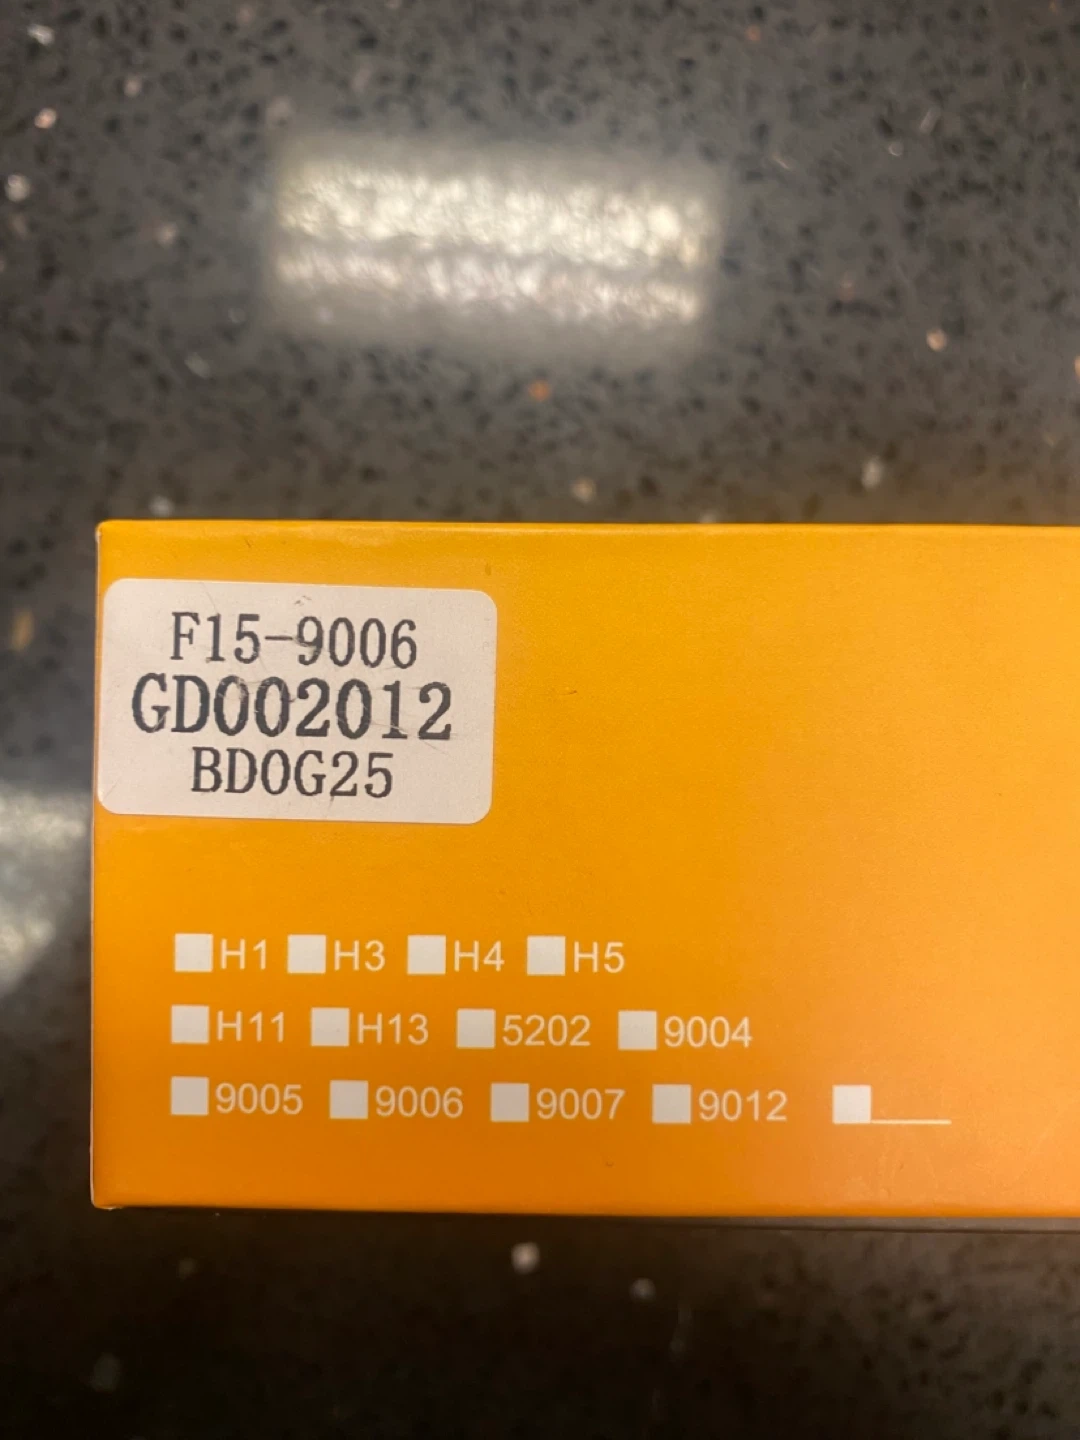 F15-9006
GD002012
BD0G25
H1 H3 H4 H5
H11 H13 5202 9004
9005 9006 9007 9012